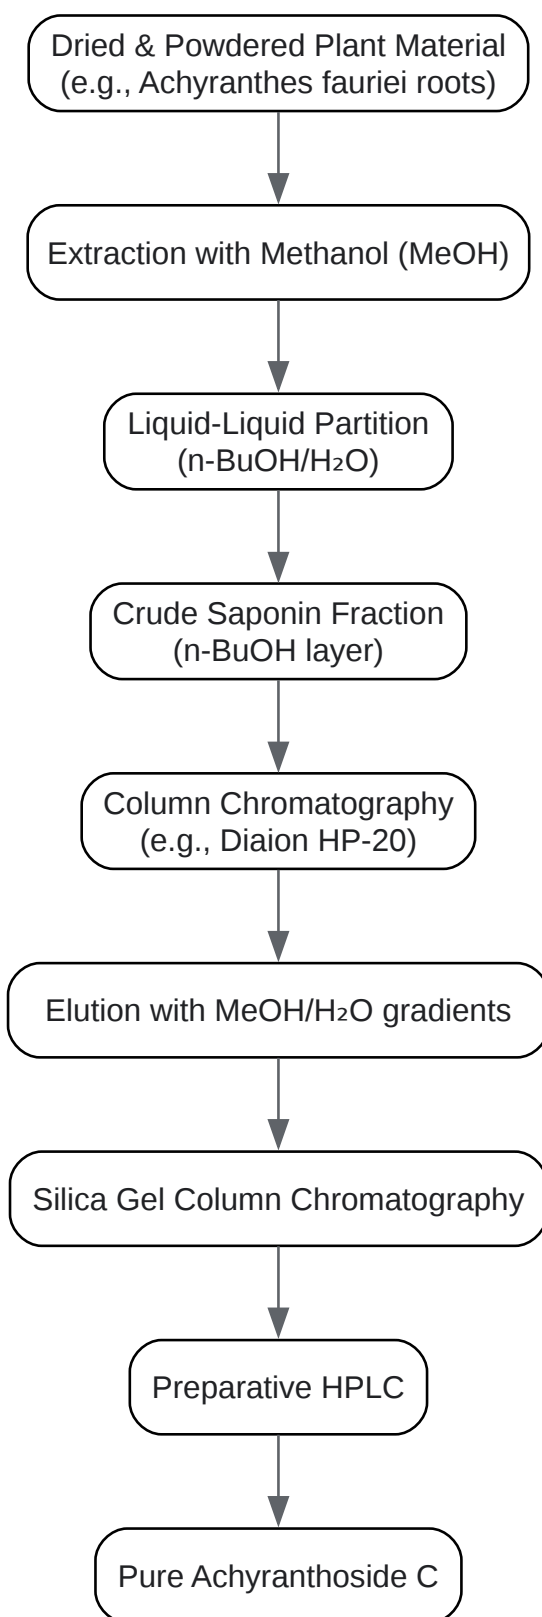 Dried & Powdered Plant Material
(e.g., Achyranthes fauriei roots)
Extraction with Methanol (MeOH)
Liquid-Liquid Partition
(n-BuOH/H₂O)
Crude Saponin Fraction
(n-BuOH layer)
Column Chromatography
(e.g., Diaion HP-20)
Elution with MeOH/H₂O gradients
Silica Gel Column Chromatography
Preparative HPLC
Pure Achyranthoside C